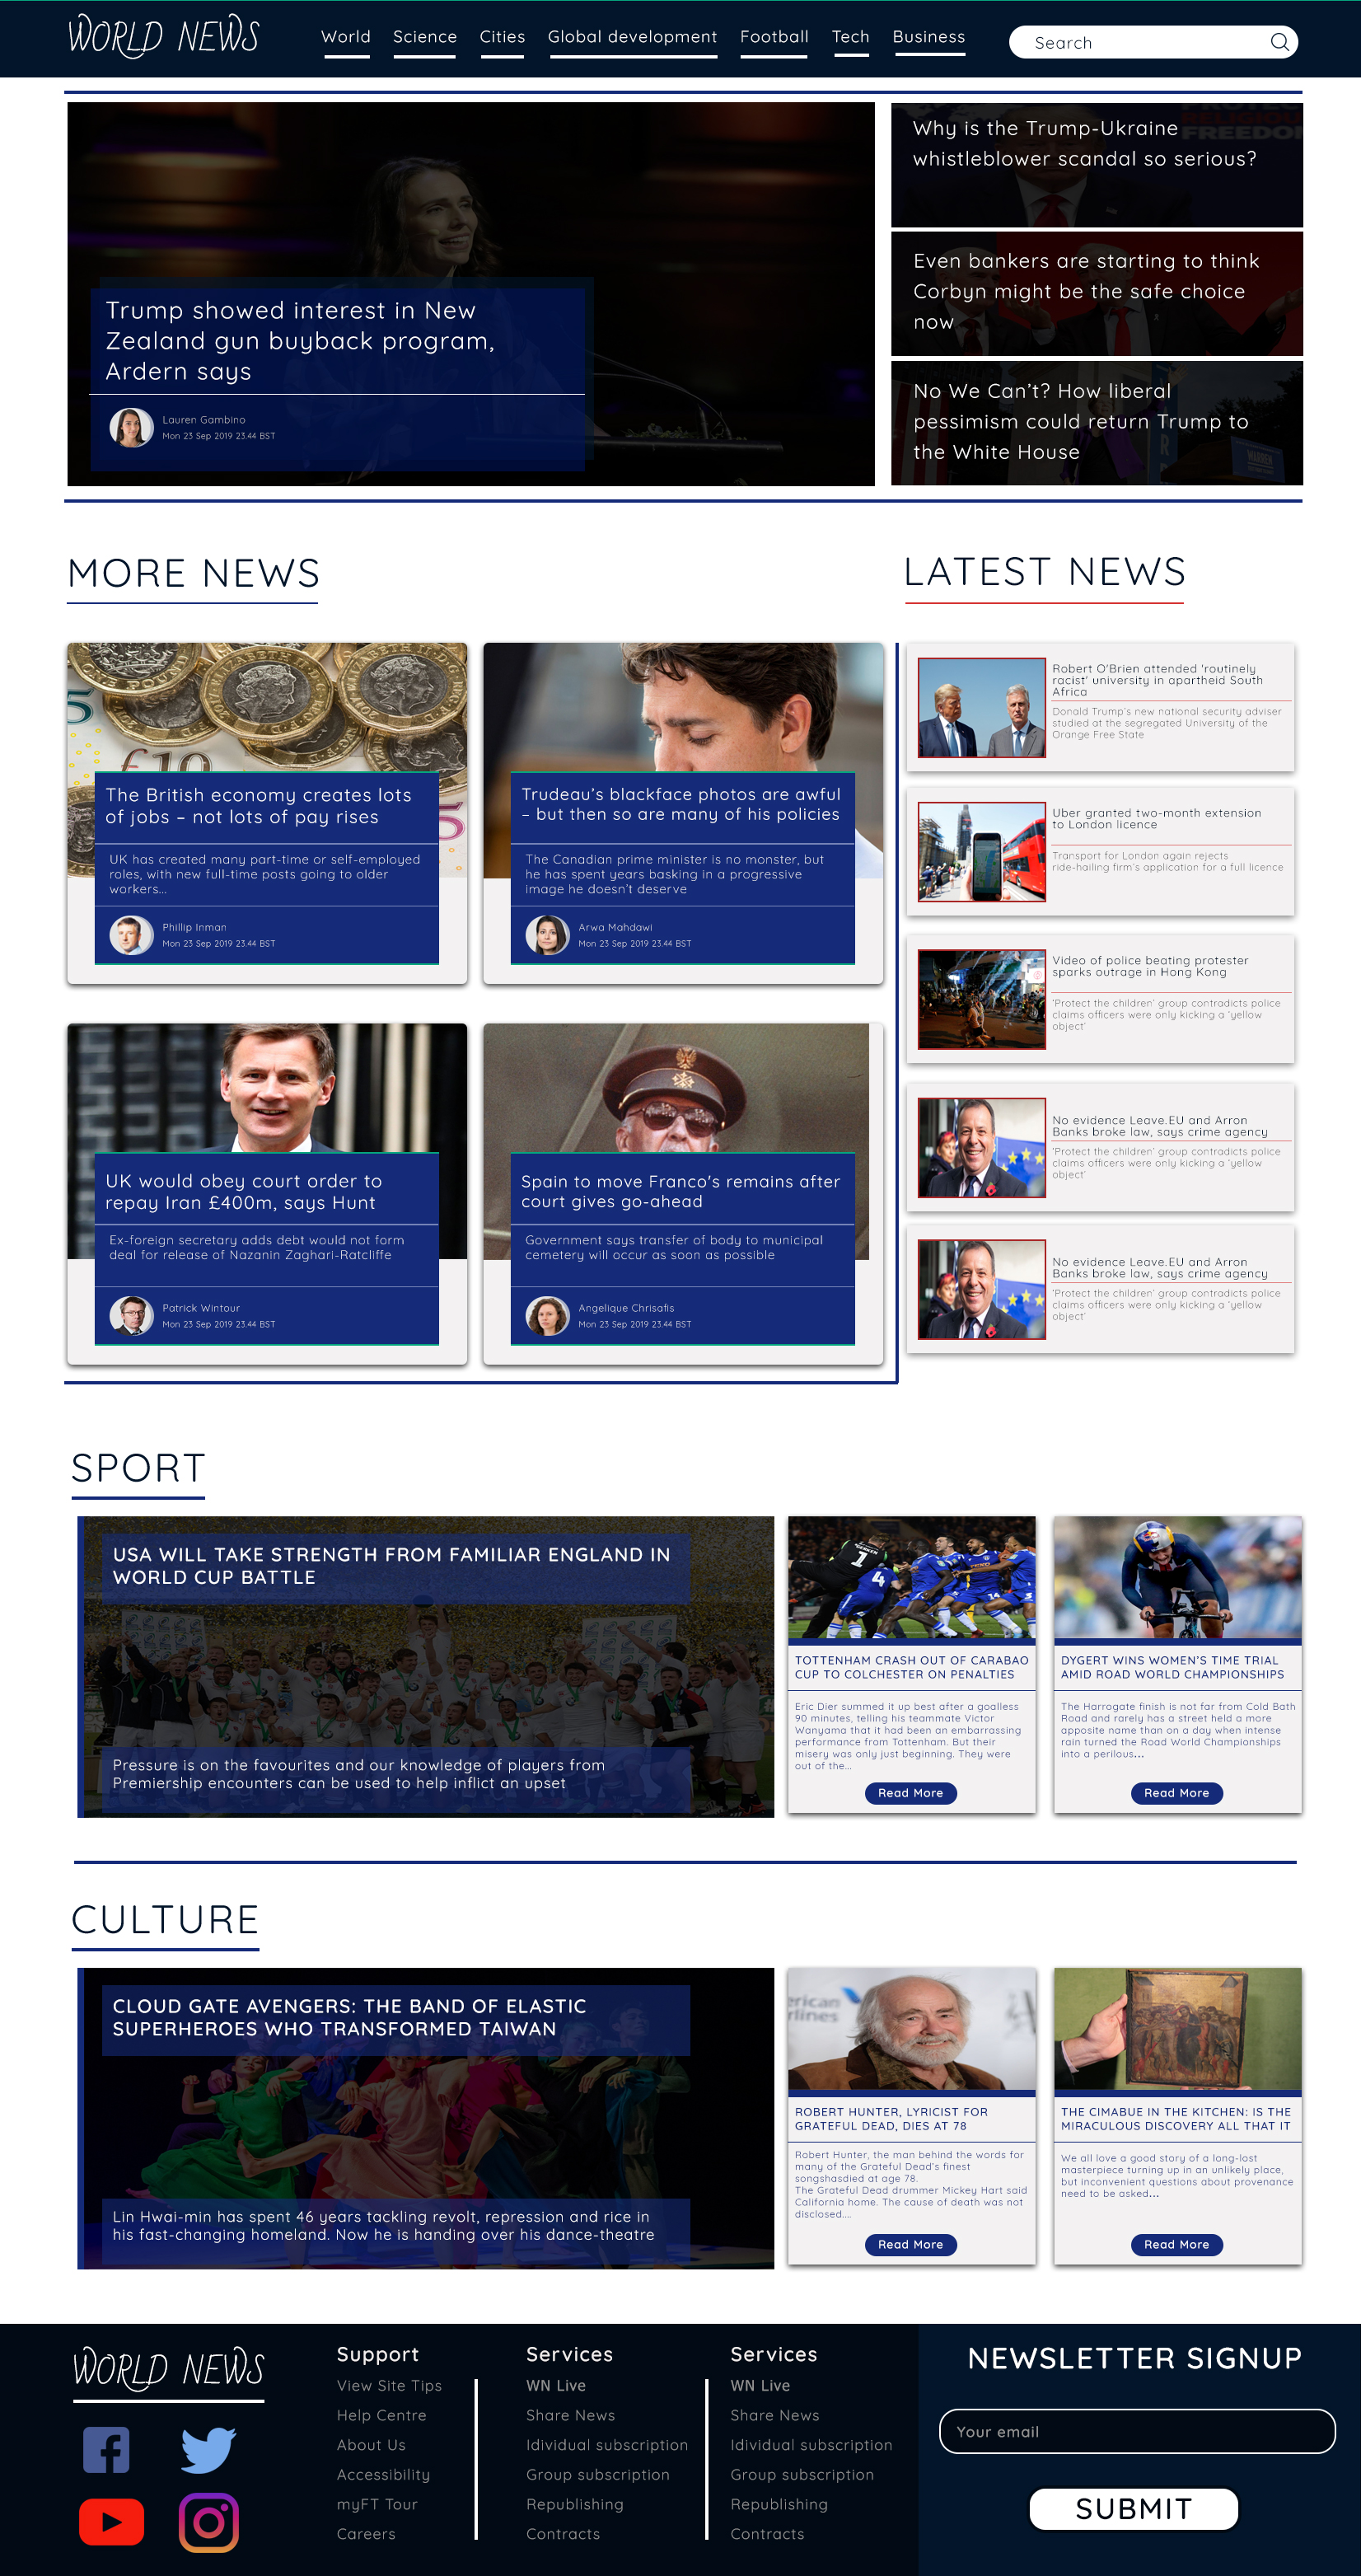 WORLD NEWS
World Science Cities Global development Football Tech Business
Search
Trump showed interest in New
Zealand gun buyback program,
Ardern says
Lauren Gambino
Mon 23 Sep 2019 23.44 BST
RELIGIOUS
FREEDOM
Why is the Trump-Ukraine
whistleblower scandal so serious?
Even bankers are starting to think
Corbyn might be the safe choice
now
No We Can't? How liberal
pessimism could return Trump to
the White House
WARREN
MORE NEWS
5
£10
5
The British economy creates lots
of jobs – not lots of pay rises
UK has created many part-time or self-employed
roles, with new full-time posts going to older
workers...
Phillip Inman
Mon 23 Sep 2019 23.44 BST
Trudeau's blackface photos are awful
– but then so are many of his policies
The Canadian prime minister is no monster, but
he has spent years basking in a progressive
image he doesn't deserve
Arwa Mahdawi
Mon 23 Sep 2019 23.44 BST
UK would obey court order to
repay Iran £400m, says Hunt
Ex-foreign secretary adds debt would not form
deal for release of Nazanin Zaghari-Ratcliffe
Patrick Wintour
Mon 23 Sep 2019 23.44 BST
Spain to move Franco's remains after
court gives go-ahead
Government says transfer of body to municipal
cemetery will occur as soon as possible
Angelique Chrisafis
Mon 23 Sep 2019 23.44 BST
LATEST NEWS
Robert O'Brien attended 'routinely
racist' university in apartheid South
Africa
Donald Trump's new national security adviser
studied at the segregated University of the
Orange Free State
Uber granted two-month extension
to London licence
Transport for London again rejects
ride-hailing firm's application for a full licence
Video of police beating protester
sparks outrage in Hong Kong
'Protect the children' group contradicts police
claims officers were only kicking a 'yellow
object'
No evidence Leave.EU and Arron
Banks broke law, says crime agency
'Protect the children' group contradicts police
claims officers were only kicking a 'yellow
object'
No evidence Leave.EU and Arron
Banks broke law, says crime agency
'Protect the children' group contradicts police
claims officers were only kicking a 'yellow
object'
SPORT
USA WILL TAKE STRENGTH FROM FAMILIAR ENGLAND IN
WORLD CUP BATTLE
Pressure is on the favourites and our knowledge of players from
Premiership encounters can be used to help inflict an upset
1
4
TOTTENHAM CRASH OUT OF CARABAO
CUP TO COLCHESTER ON PENALTIES
Eric Dier summed it up best after a goalless
90 minutes, telling his teammate Victor
Wanyama that it had been an embarrassing
performance from Tottenham. But their
misery was only just beginning. They were
out of the...
Read More
DYGERT WINS WOMEN'S TIME TRIAL
AMID ROAD WORLD CHAMPIONSHIPS
The Harrogate finish is not far from Cold Bath
Road and rarely has a street held a more
apposite name than on a day when intense
rain turned the Road World Championships
into a perilous...
Read More
CULTURE
CLOUD GATE AVENGERS: THE BAND OF ELASTIC
SUPERHEROES WHO TRANSFORMED TAIWAN
Lin Hwai-min has spent 46 years tackling revolt, repression and rice in
his fast-changing homeland. Now he is handing over his dance-theatre
erican
rlines
ROBERT HUNTER, LYRICIST FOR
GRATEFUL DEAD, DIES AT 78
Robert Hunter, the man behind the words for
many of the Grateful Dead's finest
songshasdied at age 78.
The Grateful Dead drummer Mickey Hart said
California home. The cause of death was not
disclosed....
Read More
THE CIMABUE IN THE KITCHEN: IS THE
MIRACULOUS DISCOVERY ALL THAT IT
We all love a good story of a long-lost
masterpiece turning up in an unlikely place,
but inconvenient questions about provenance
need to be asked...
Read More
WORLD NEWS
Support
View Site Tips
Help Centre
About Us
Accessibility
myFT Tour
Careers
Services
WN Live
Share News
Idividual subscription
Group subscription
Republishing
Contracts
Services
WN Live
Share News
Idividual subscription
Group subscription
Republishing
Contracts
NEWSLETTER SIGNUP
Your email
SUBMIT